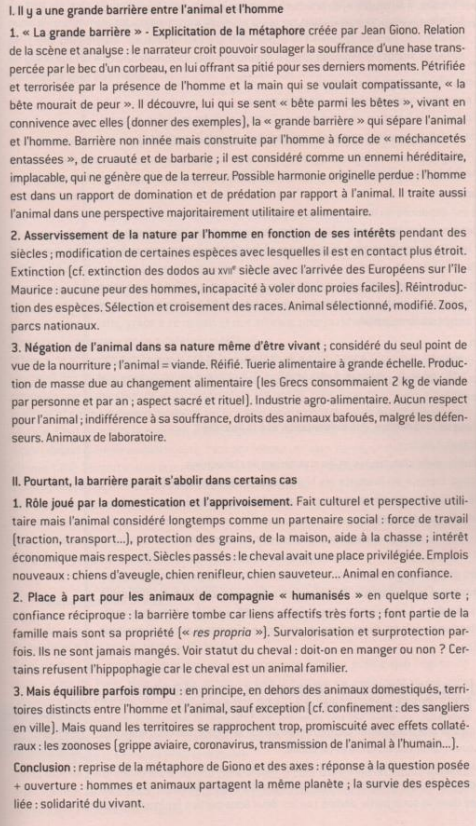 I. Il y a une grande barrière entre l'animal et l'homme
1. « La grande barrière » - Explicitation de la métaphore créée par Jean Giono. Relation
de la scène et analyse : le narrateur croit pouvoir soulager la souffrance d'une hase trans-
percée par le bec d'un corbeau, en lui offrant sa pitié pour ses derniers moments. Pétrifiée
et terrorisée par la présence de l'homme et la main qui se voulait compatissante, « la
bête mourait de peur ». Il découvre, lui qui se sent « bête parmi les bêtes », vivant en
connivence avec elles (donner des exemples), la « grande barrière » qui sépare l'animal
et l'homme. Barrière non innée mais construite par l'homme à force de « méchancetés
entassées », de cruauté et de barbarie ; il est considéré comme un ennemi héréditaire,
implacable, qui ne génère que de la terreur. Possible harmonie originelle perdue : l'homme
est dans un rapport de domination et de prédation par rapport à l'animal. Il traite aussi
l'animal dans une perspective majoritairement utilitaire et alimentaire.
2. Asservissement de la nature par l'homme en fonction de ses intérêts pendant des
siècles ; modification de certaines espèces avec lesquelles il est en contact plus étroit.
Extinction (cf. extinction des dodos au XVIIe siècle avec l'arrivée des Européens sur l'île
Maurice : aucune peur des hommes, incapacité à voler donc proies faciles). Réintroduc-
tion des espèces. Sélection et croisement des races. Animal sélectionné, modifié. Zoos,
parcs nationaux.
3. Négation de l'animal dans sa nature même d'être vivant ; considéré du seul point de
vue de la nourriture ; l'animal = viande. Réifié. Tuerie alimentaire à grande échelle. Produc-
tion de masse due au changement alimentaire (les Grecs consommaient 2 kg de viande
par personne et par an ; aspect sacré et rituel). Industrie agro-alimentaire. Aucun respect
pour l'animal ; indifférence à sa souffrance, droits des animaux bafoués, malgré les défen-
seurs. Animaux de laboratoire.
II. Pourtant, la barrière parait s'abolir dans certains cas
1. Rôle joué par la domestication et l'apprivoisement. Fait culturel et perspective utili-
taire mais l'animal considéré longtemps comme un partenaire social : force de travail
(traction, transport...), protection des grains, de la maison, aide à la chasse ; intérêt
économique mais respect. Siècles passés : le cheval avait une place privilégiée. Emplois
nouveaux : chiens d'aveugle, chien renifleur, chien sauveteur... Animal en confiance.
2. Place à part pour les animaux de compagnie « humanisés » en quelque sorte ;
confiance réciproque : la barrière tombe car liens affectifs très forts ; font partie de la
famille mais sont sa propriété (« res propria »). Survalorisation et surprotection par-
fois. Ils ne sont jamais mangés. Voir statut du cheval : doit-on en manger ou non ? Cer-
tains refusent l'hippophagie car le cheval est un animal familier.
3. Mais équilibre parfois rompu : en principe, en dehors des animaux domestiqués, terri-
toires distincts entre l'homme et l'animal, sauf exception (cf. confinement : des sangliers
en ville). Mais quand les territoires se rapprochent trop, promiscuité avec effets collaté-
raux : les zoonoses (grippe aviaire, coronavirus, transmission de l'animal à l'humain...).
Conclusion : reprise de la métaphore de Giono et des axes : réponse à la question posée
+ ouverture : hommes et animaux partagent la même planète ; la survie des espèces
liée : solidarité du vivant.